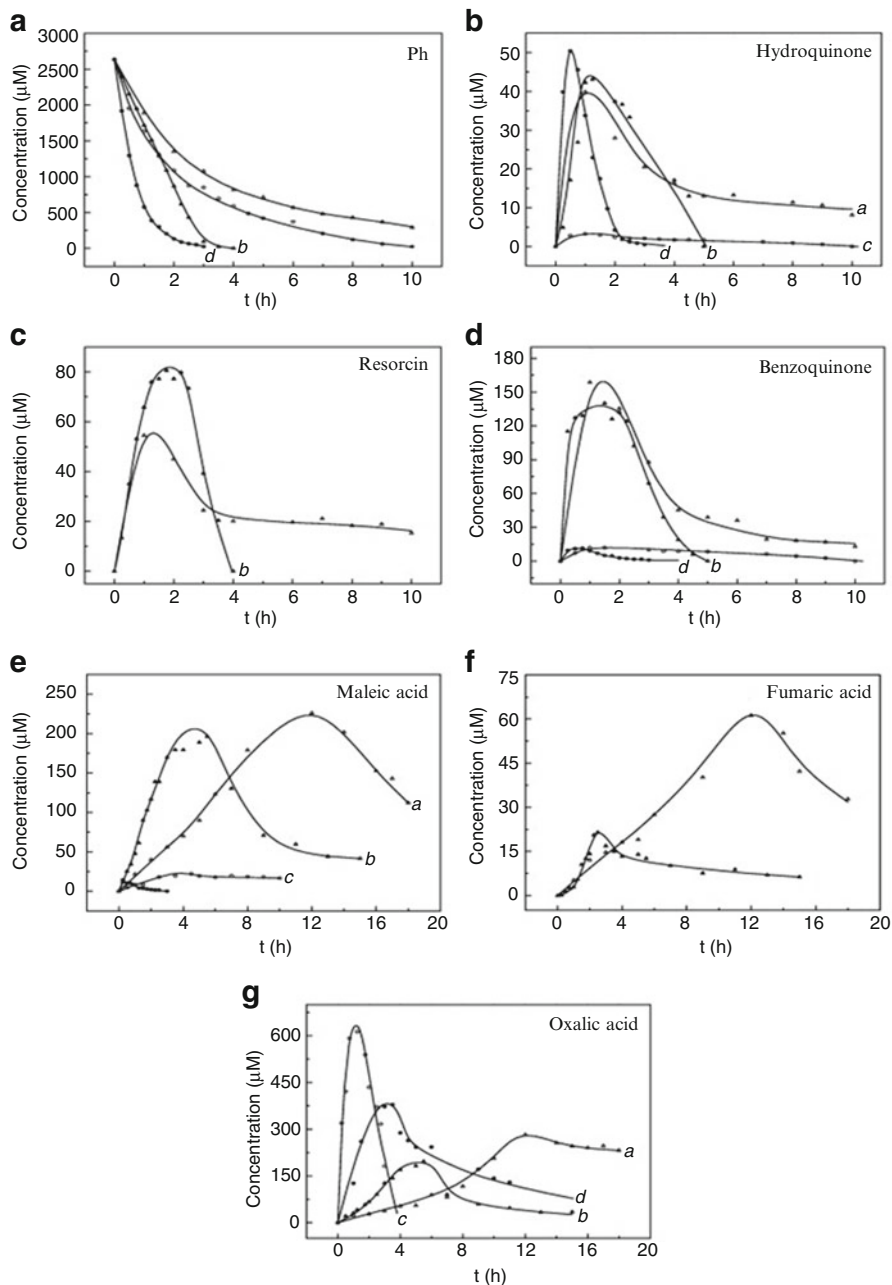 a
Ph
Concentration (µM)
3000
2500
2000
1500
1000
500
0
d
b
0 2 4 6 8 10
t (h)
b
Hydroquinone
Concentration (µM)
50
40
30
20
10
0
a
d
b
c
0 2 4 6 8 10
t (h)
c
Resorcin
Concentration (µM)
80
60
40
20
0
b
0 2 4 6 8 10
t (h)
d
Benzoquinone
Concentration (µM)
180
150
120
90
60
30
0
d
b
0 2 4 6 8 10
t (h)
e
Maleic acid
Concentration (µM)
250
200
150
100
50
0
a
b
c
0 4 8 12 16 20
t (h)
f
Fumaric acid
Concentration (µM)
75
60
45
30
15
0
0 4 8 12 16 20
t (h)
g
Oxalic acid
Concentration (µM)
600
450
300
150
0
a
d
b
c
0 4 8 12 16 20
t (h)